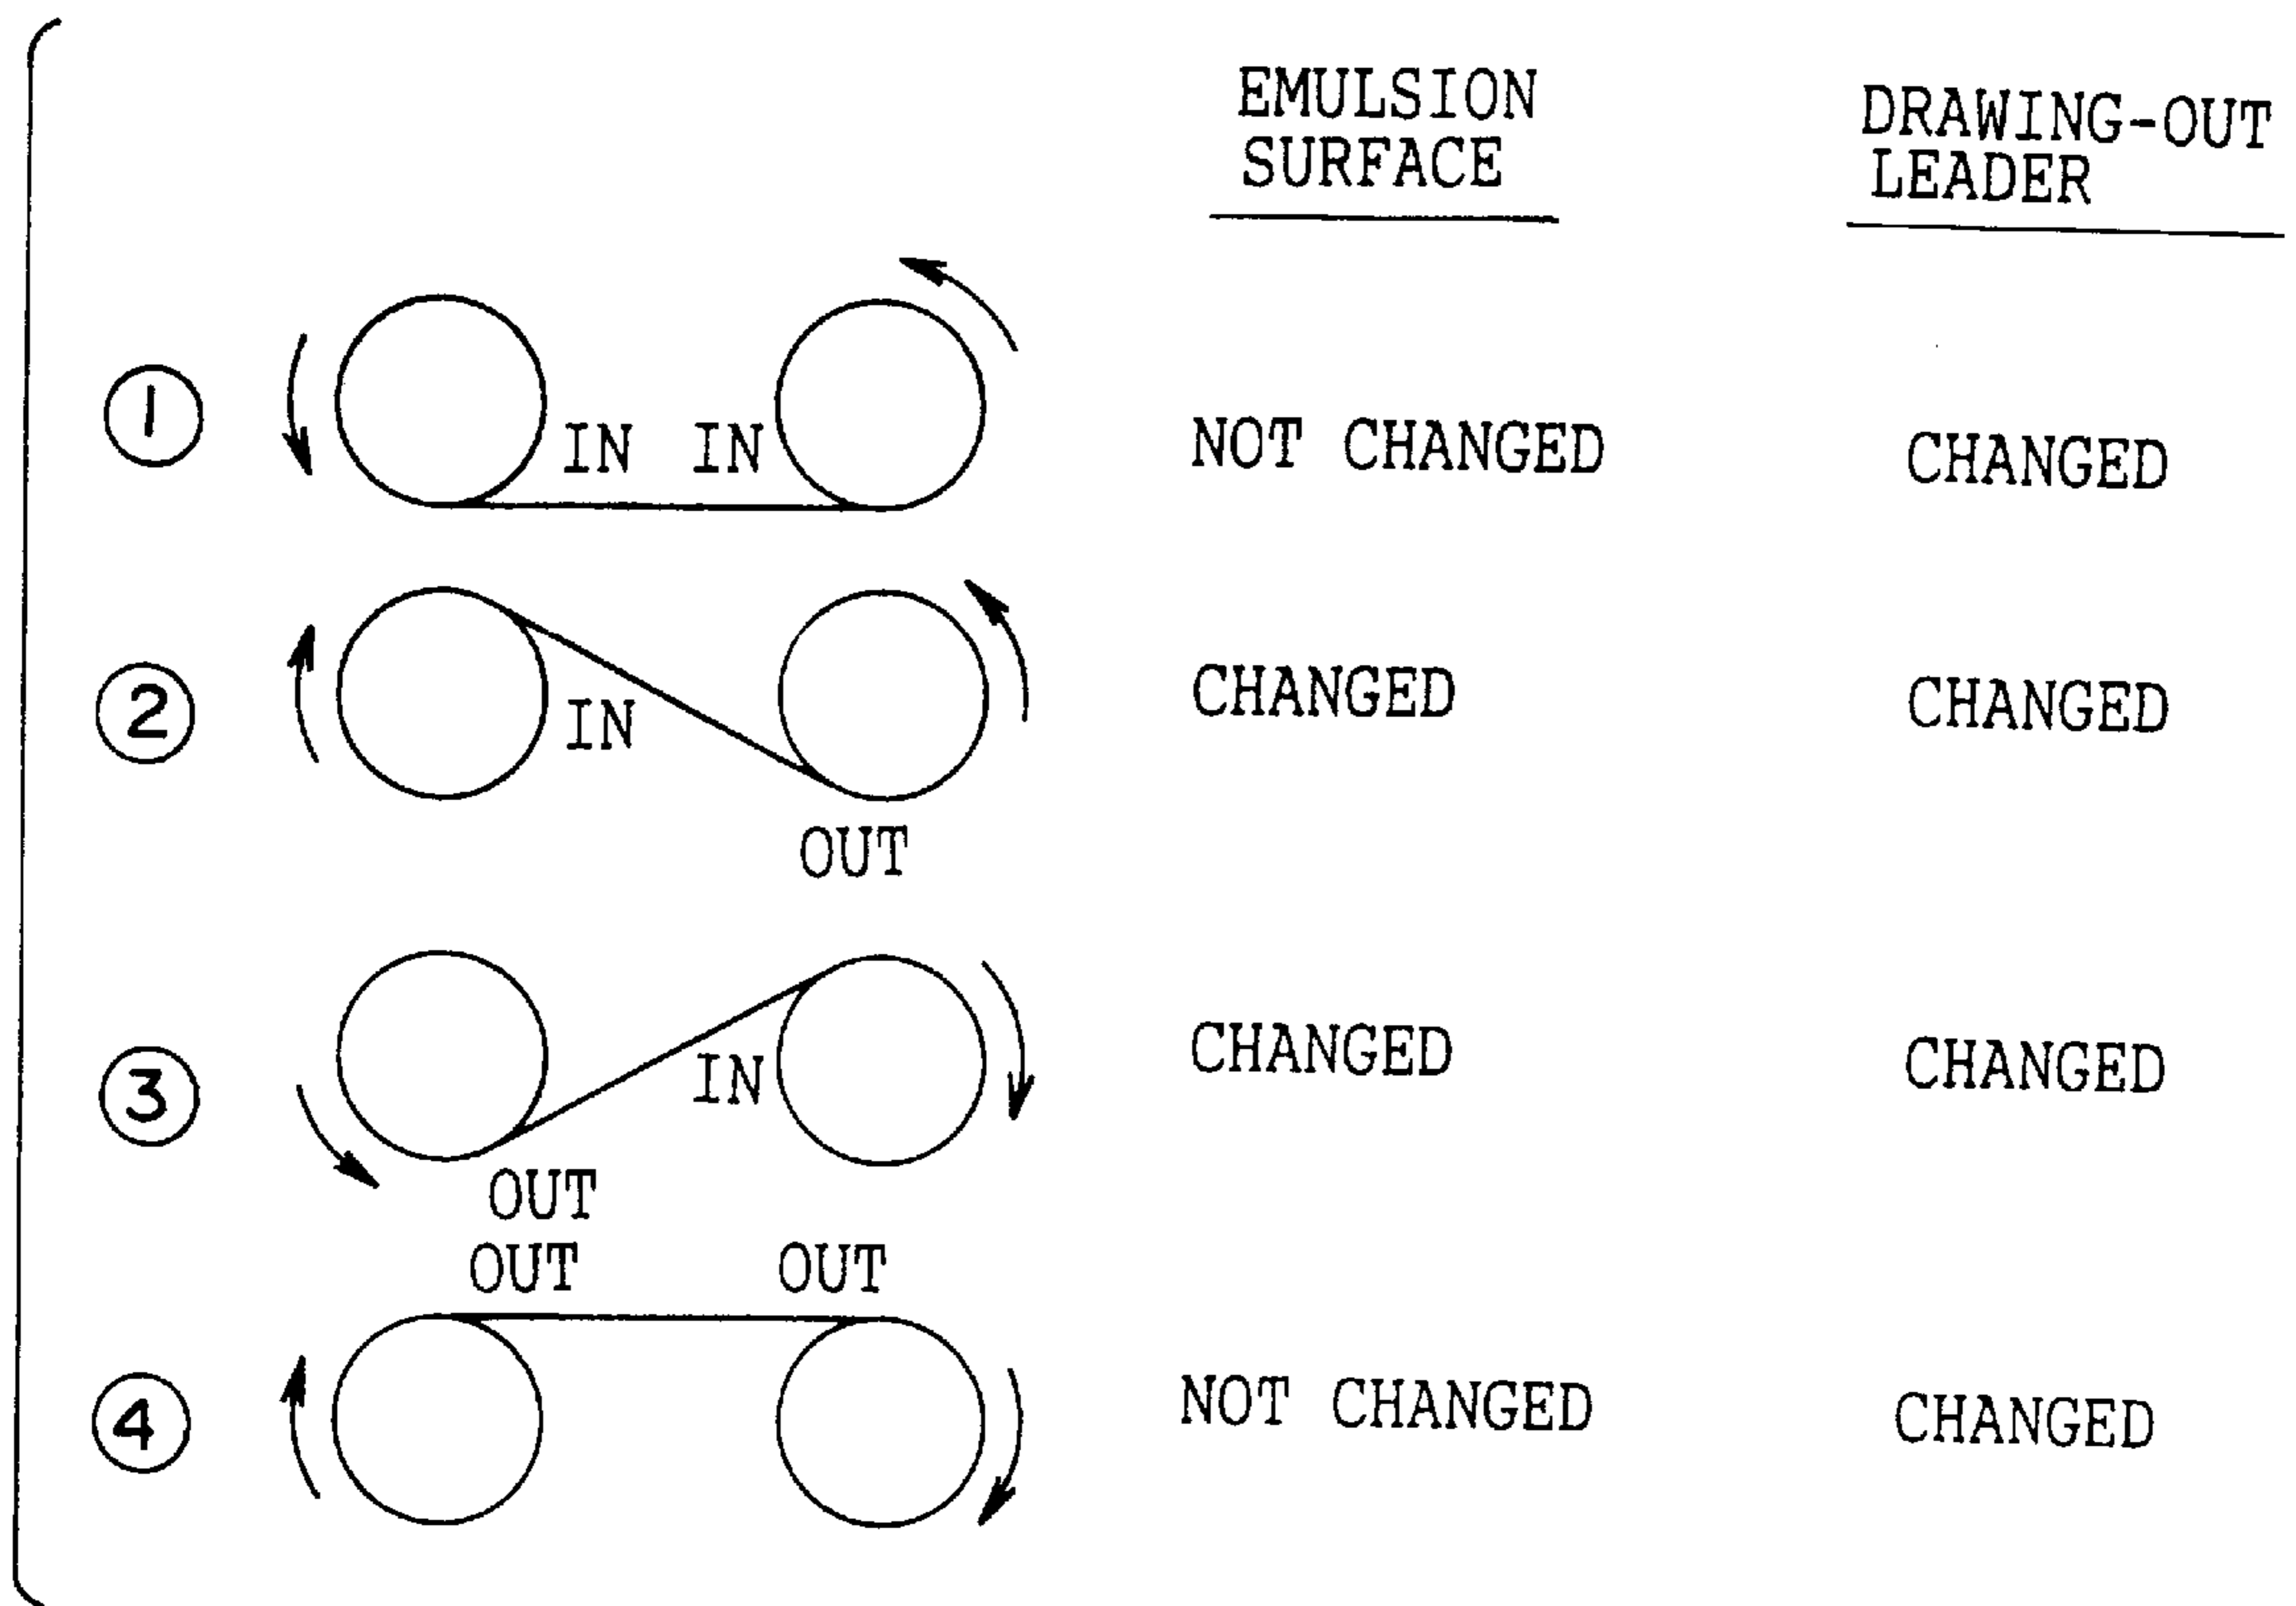 EMULSION
SURFACE
DRAWING-OUT
LEADER
1
IN IN
NOT CHANGED
CHANGED
2
IN
OUT
CHANGED
CHANGED
3
IN
OUT
CHANGED
CHANGED
OUT OUT
4
NOT CHANGED
CHANGED